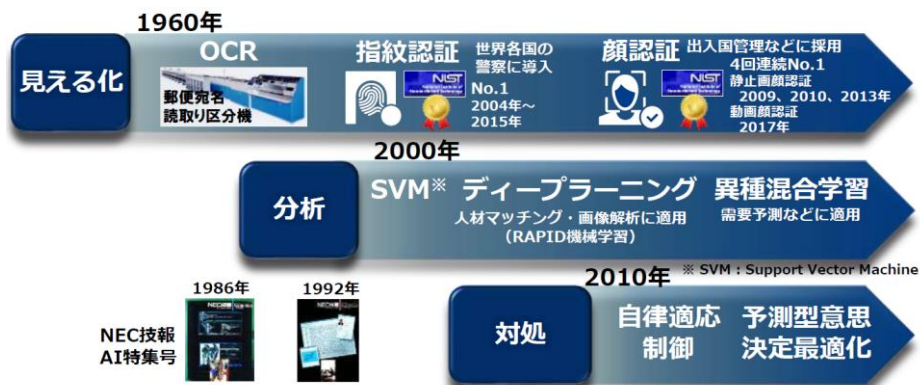 1960年
見える化
OCR
郵便宛名
読取り区分機
指紋認証
世界各国の
警察に導入
NIST
No.1
2004年～
2015年
顔認証
出入国管理などに採用
4回連続No.1
NIST
静止画顔認証
2009、2010、2013年
動画顔認証
2017年
2000年
分析
SVM※
ディープラーニング
人材マッチング・画像解析に適用
(RAPID機械学習)
異種混合学習
需要予測などに適用
※ SVM：Support Vector Machine
2010年
対処
自律適応
制御
予測型意思
決定最適化
NEC技報
AI特集号
1986年
NEC
1992年
NEC